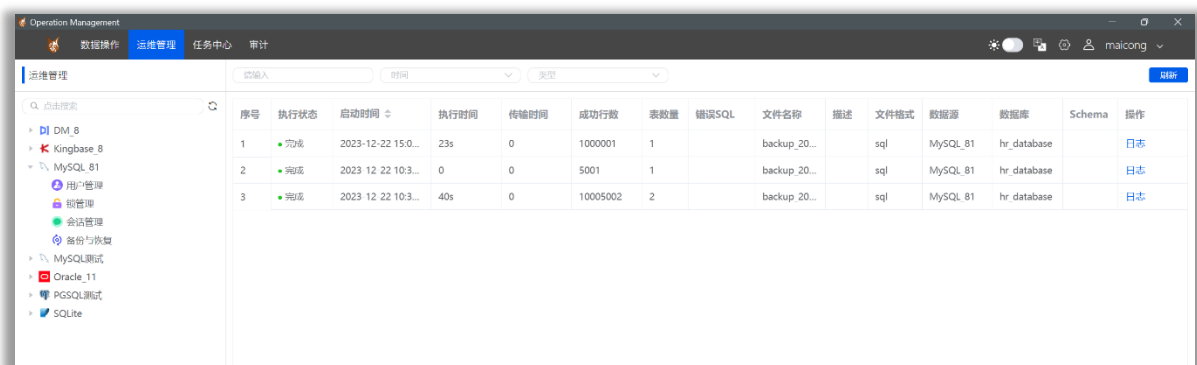 Operation Management
数据操作 运维管理 任务中心 审计 maicong
运维管理 请输入 时间 类型 刷新
点击搜索
序号 执行状态 启动时间 执行时间 传输时间 成功行数 表数量 错误SQL 文件名称 描述 文件格式 数据源 数据库 Schema 操作
1 完成 2023-12-22 15:0... 23s 0 1000001 1 backup_20... sql MySQL_81 hr_database 日志
2 完成 2023-12-22 10:3... 0 0 5001 1 backup_20... sql MySQL_81 hr_database 日志
3 完成 2023-12-22 10:3... 40s 0 10005002 2 backup_20... sql MySQL_81 hr_database 日志
DM_8
Kingbase_8
MySQL_81
用户管理
锁管理
会话管理
备份与恢复
MySQL测试
Oracle_11
PGSQL测试
SQLite